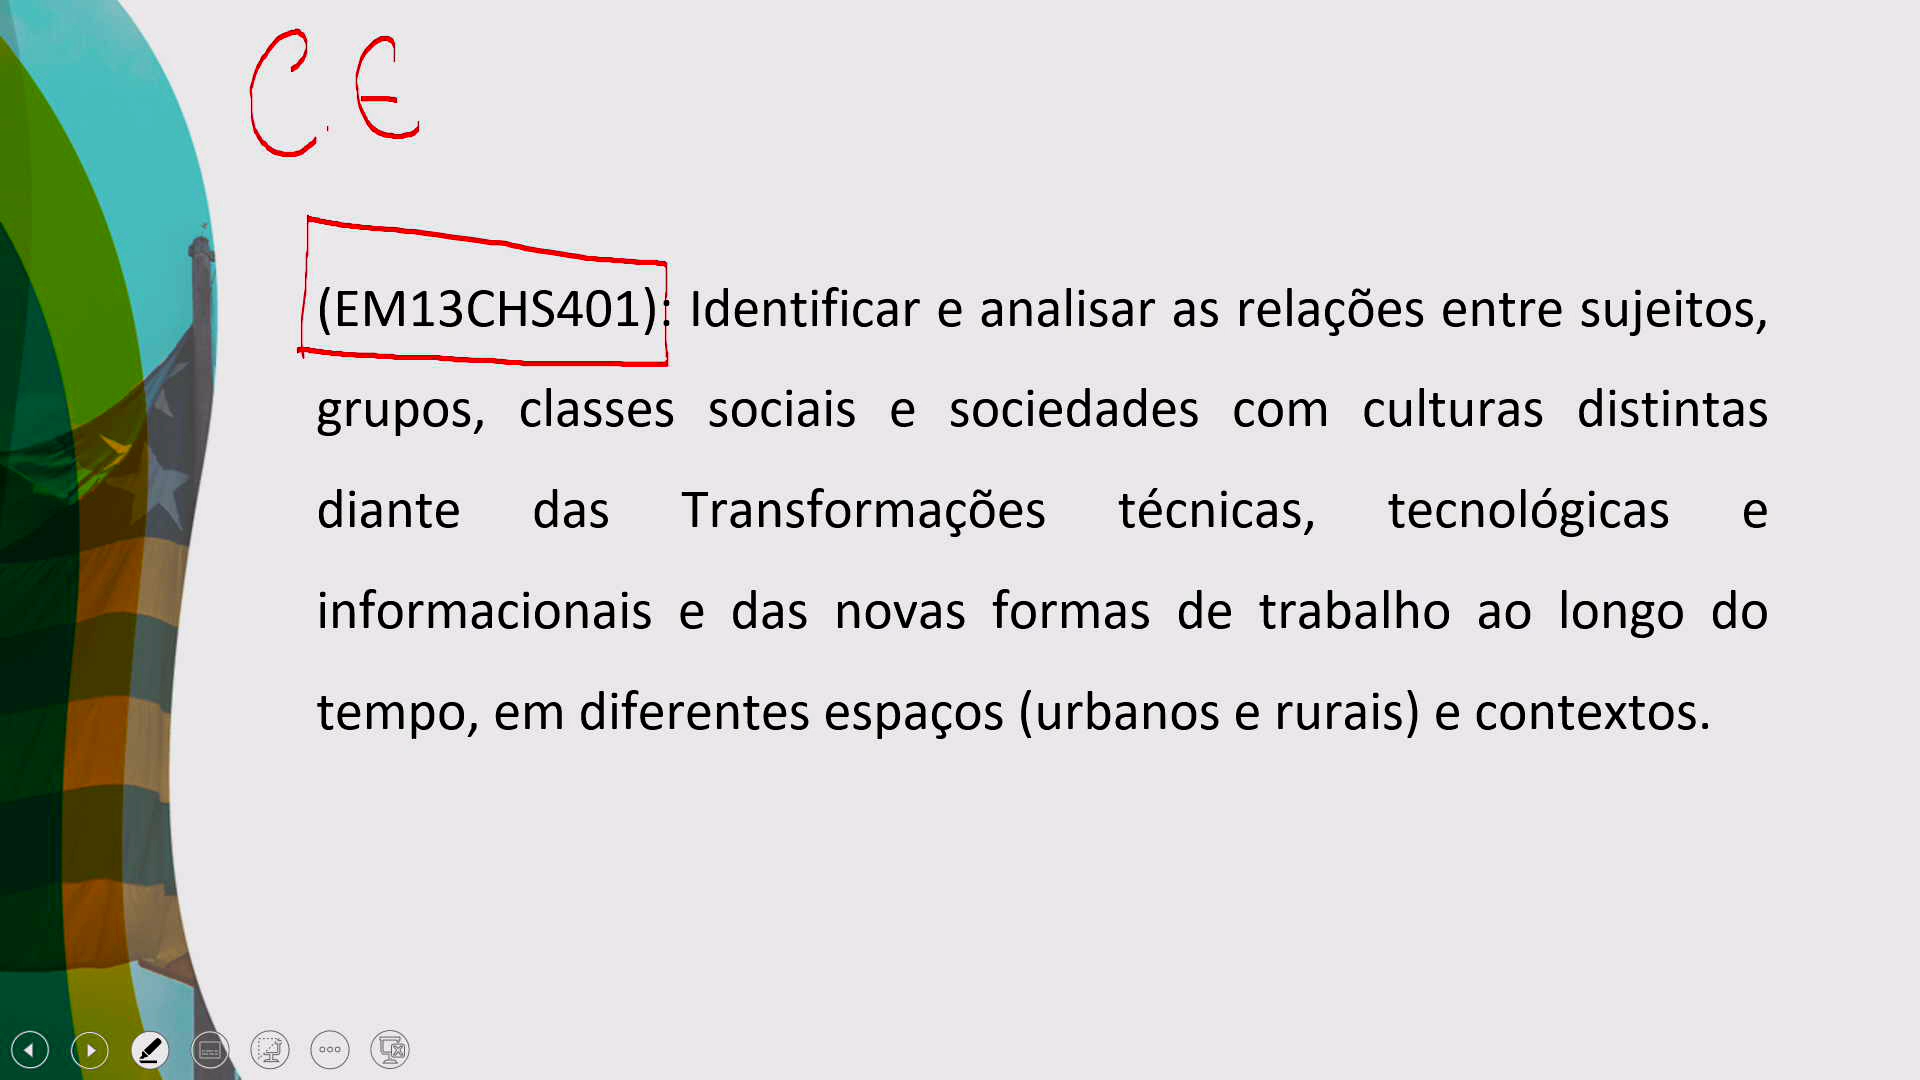 C.E
(EM13CHS401): Identificar e analisar as relações entre sujeitos,
grupos, classes sociais e sociedades com culturas distintas
diante das Transformações técnicas, tecnológicas e
informacionais e das novas formas de trabalho ao longo do
tempo, em diferentes espaços (urbanos e rurais) e contextos.